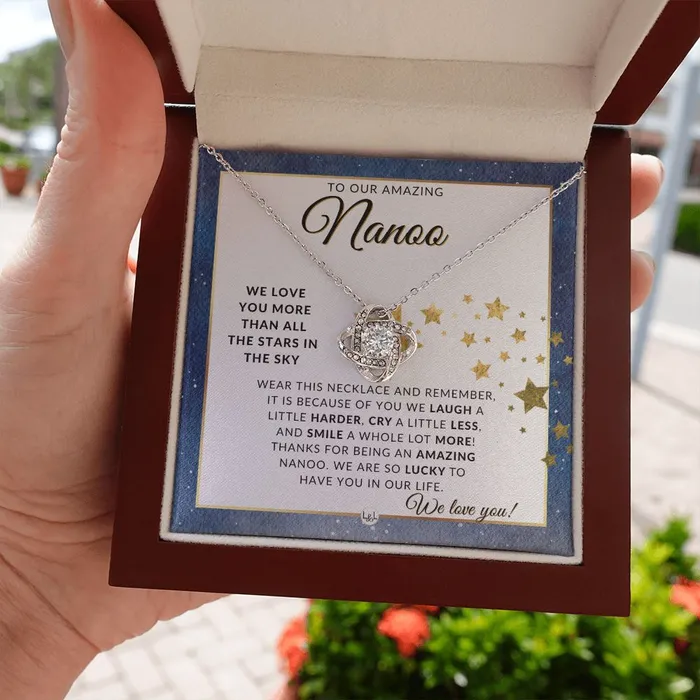 TO OUR AMAZING
Nanoo
WE LOVE
YOU MORE
THAN ALL
THE STARS IN
THE SKY
WEAR THIS NECKLACE AND REMEMBER,
IT IS BECAUSE OF YOU WE LAUGH A
LITTLE HARDER, CRY A LITTLE LESS,
AND SMILE A WHOLE LOT MORE!
THANKS FOR BEING AN AMAZING
NANOO. WE ARE SO LUCKY TO
HAVE YOU IN OUR LIFE.
We love you!
L&L